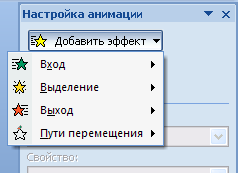 Настройка анимации
Добавить эффект
Вход
Выделение
Выход
Пути перемещения
Свойство: